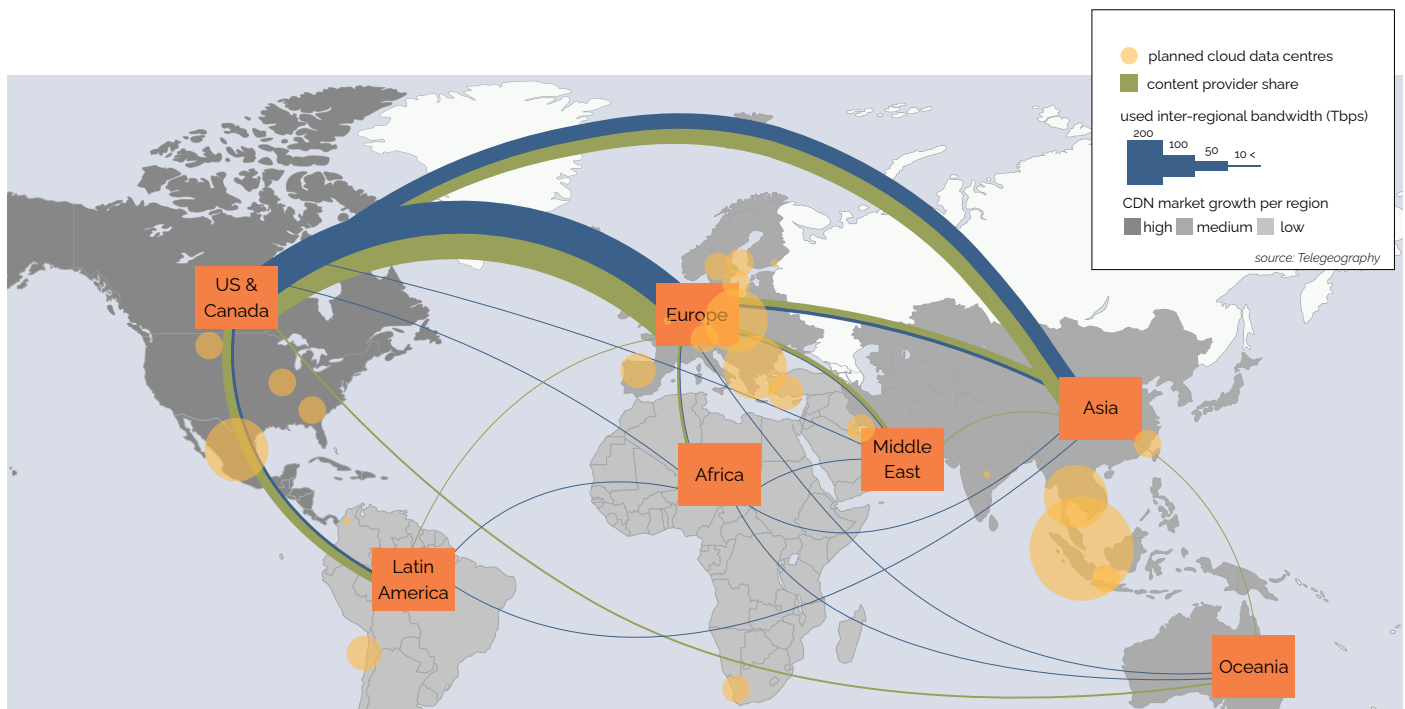 planned cloud data centres
content provider share
used inter-regional bandwidth (Tbps)
200
100
50
10 <
CDN market growth per region
high medium low
source: Telegeography
US &
Canada
Europe
Asia
Middle
East
Africa
Latin
America
Oceania